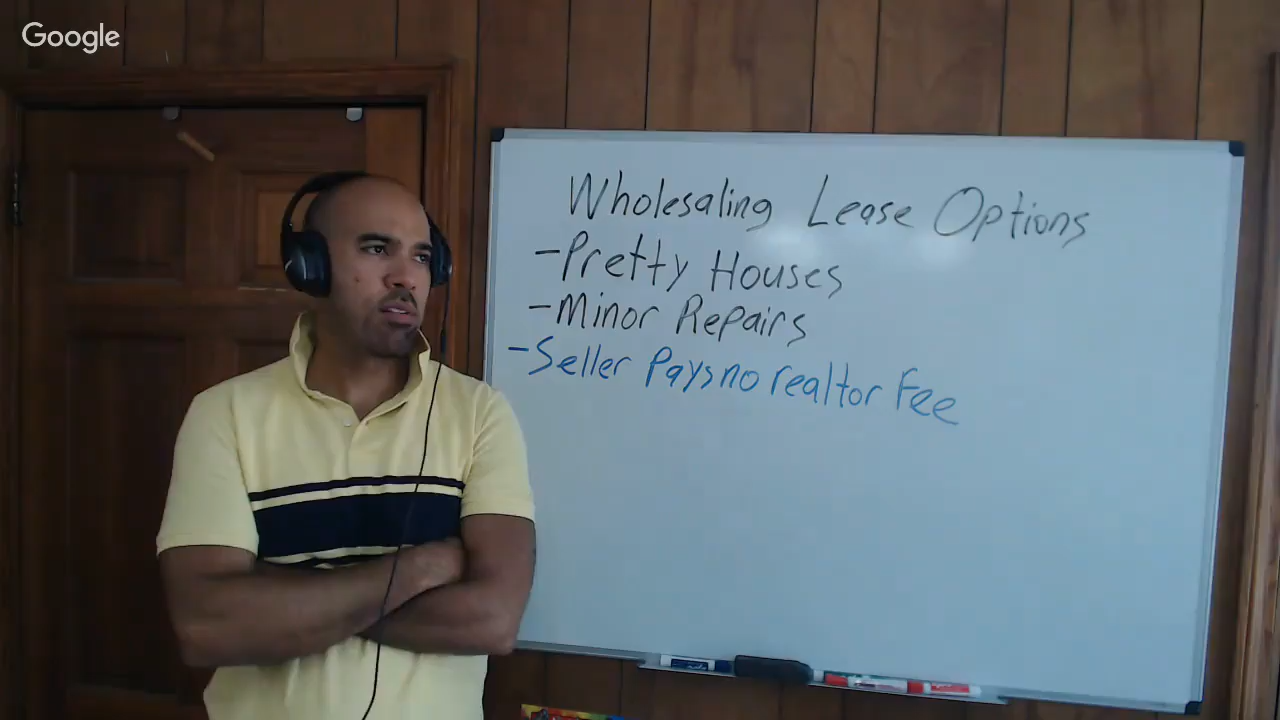 Google
Wholesaling Lease Options
-Pretty Houses
-Minor Repairs
-Seller Pays no realtor Fee